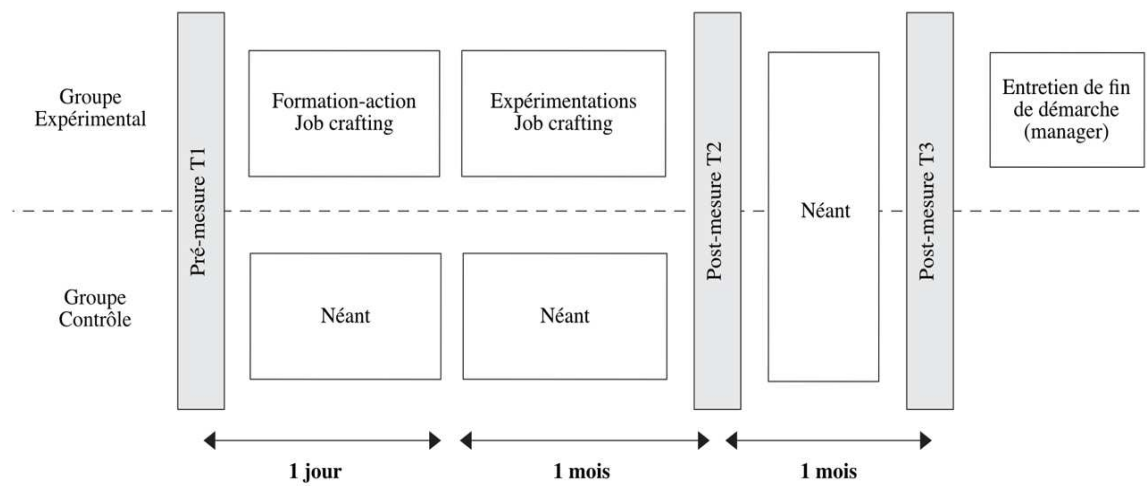 Groupe
Expérimental
Pré-mesure T1
Formation-action
Job crafting
Expérimentations
Job crafting
Post-mesure T2
Néant
Post-mesure T3
Entretien de fin
de démarche
(manager)
Groupe
Contrôle
Néant
Néant
1 jour
1 mois
1 mois